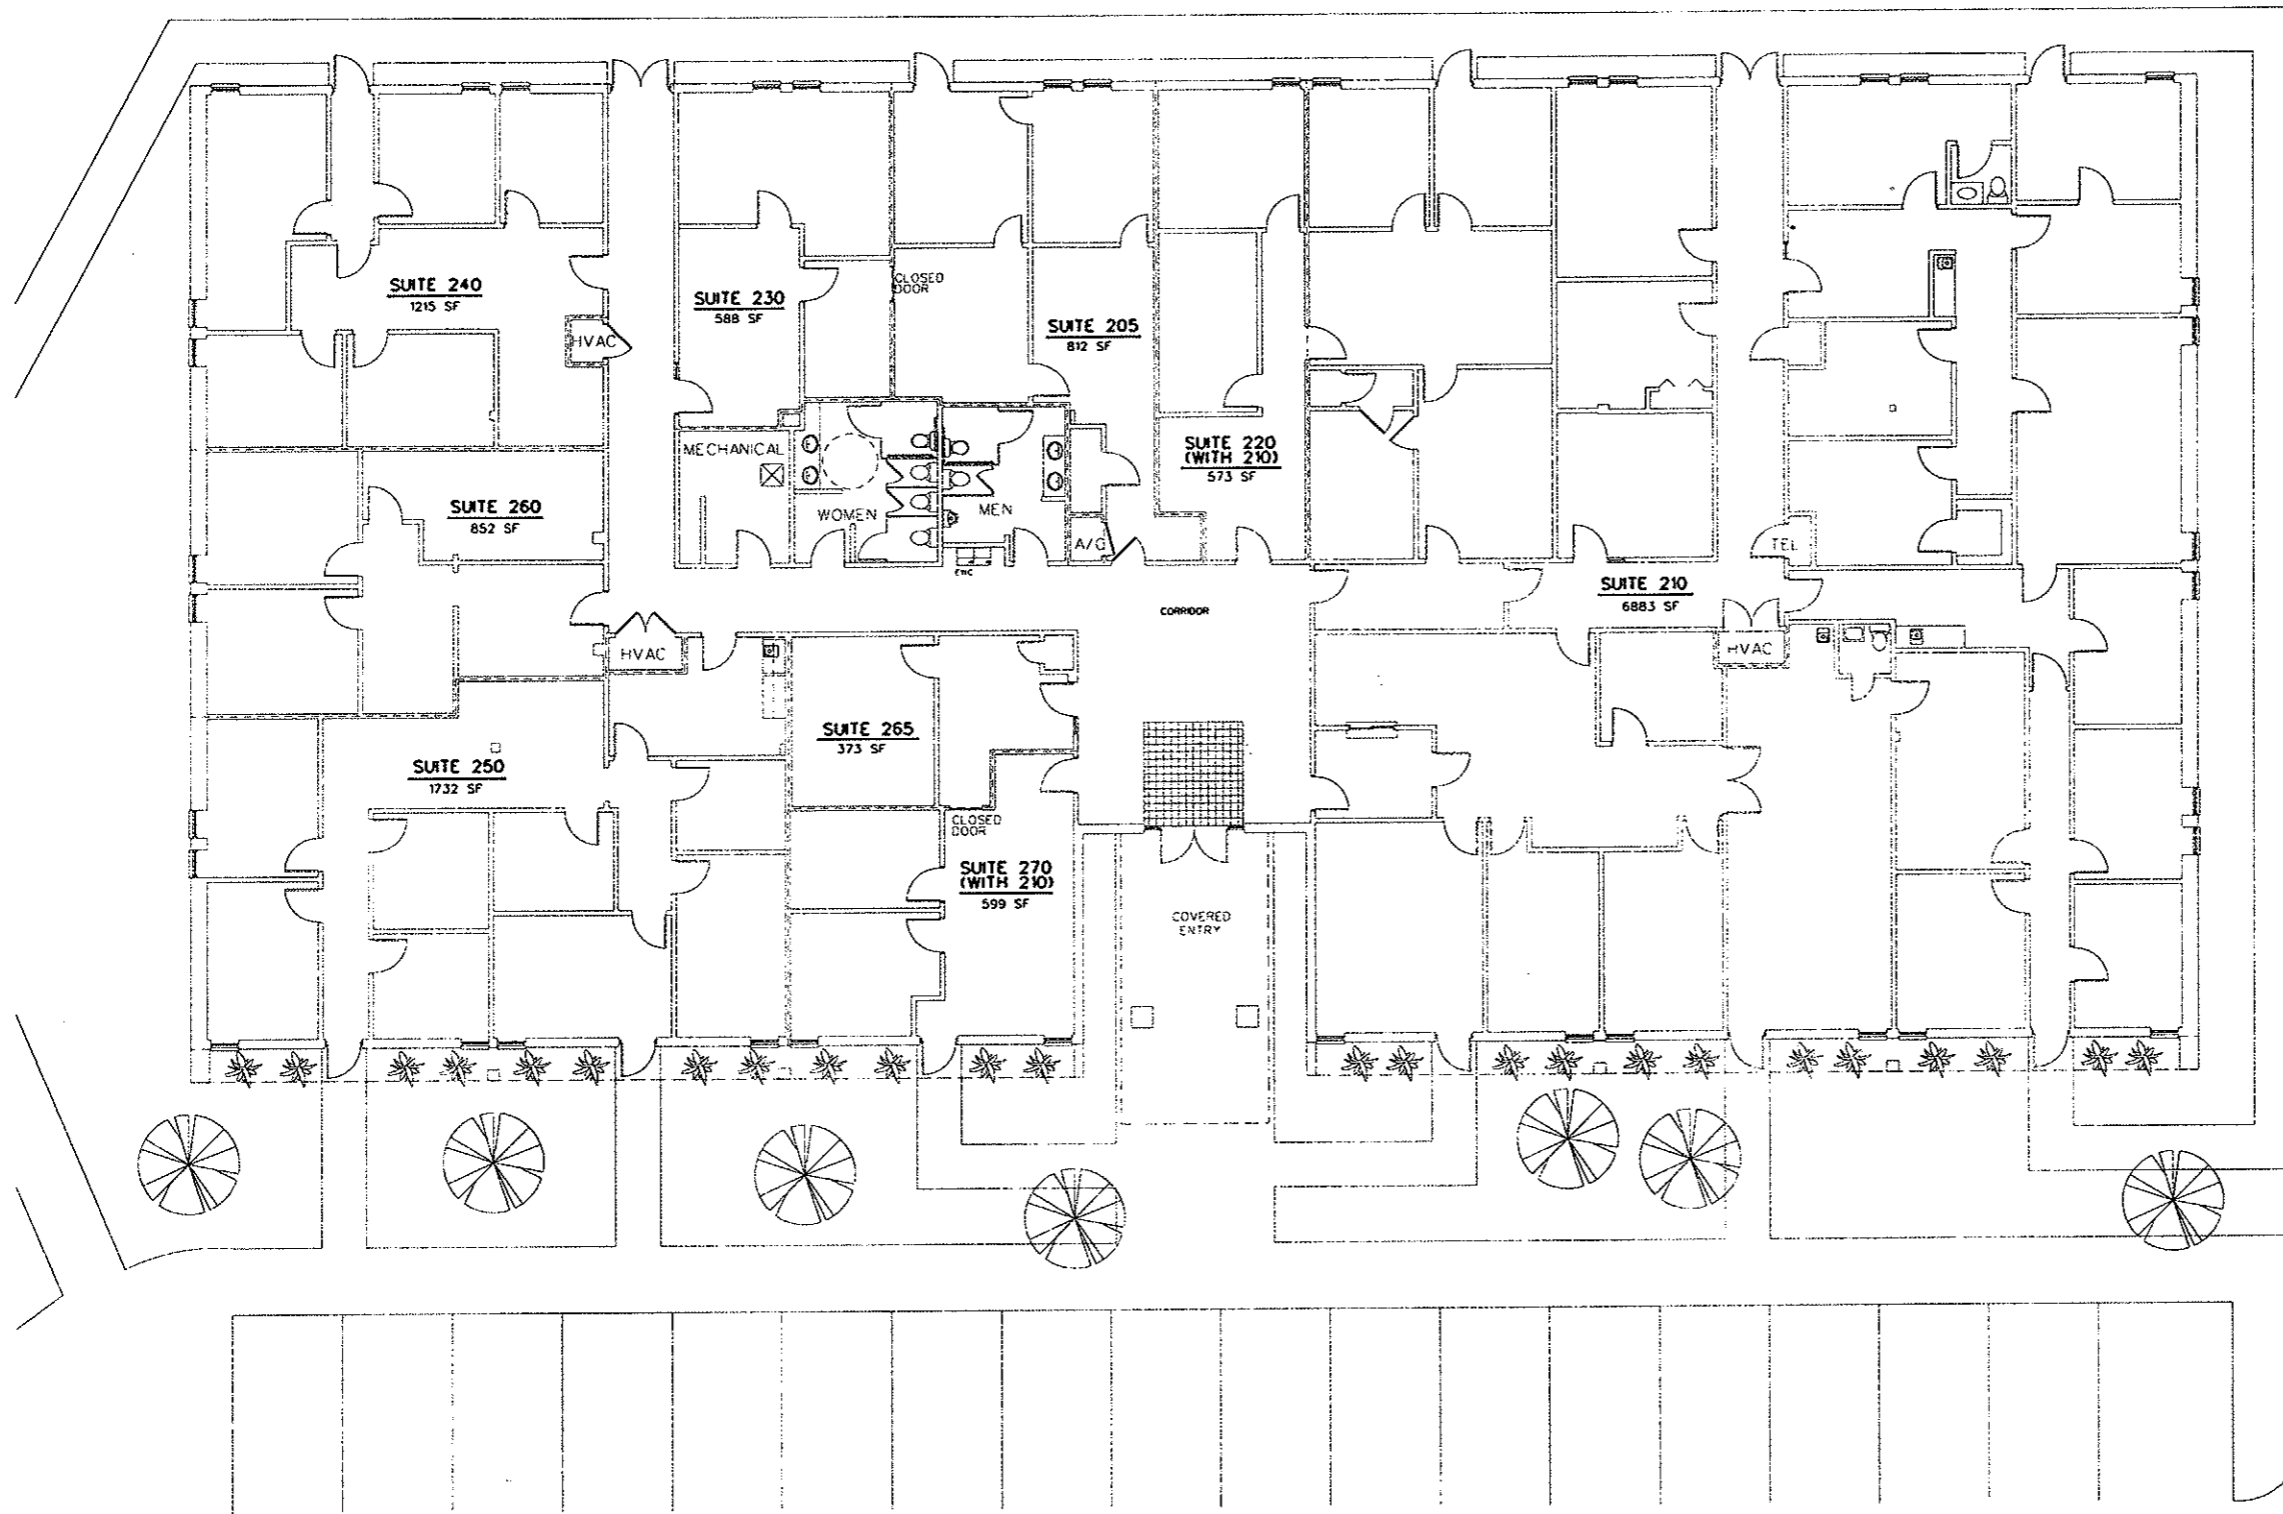 SUITE 240
1215 SF
HVAC
SUITE 230
588 SF
CLOSED
DOOR
SUITE 205
812 SF
SUITE 260
852 SF
MECHANICAL
WOMEN
MEN
A/C
EWC
SUITE 220
(WITH 210)
573 SF
TEL
CORRIDOR
SUITE 210
6883 SF
HVAC
HVAC
SUITE 250
1732 SF
SUITE 265
373 SF
CLOSED
DOOR
SUITE 270
(WITH 210)
599 SF
COVERED
ENTRY